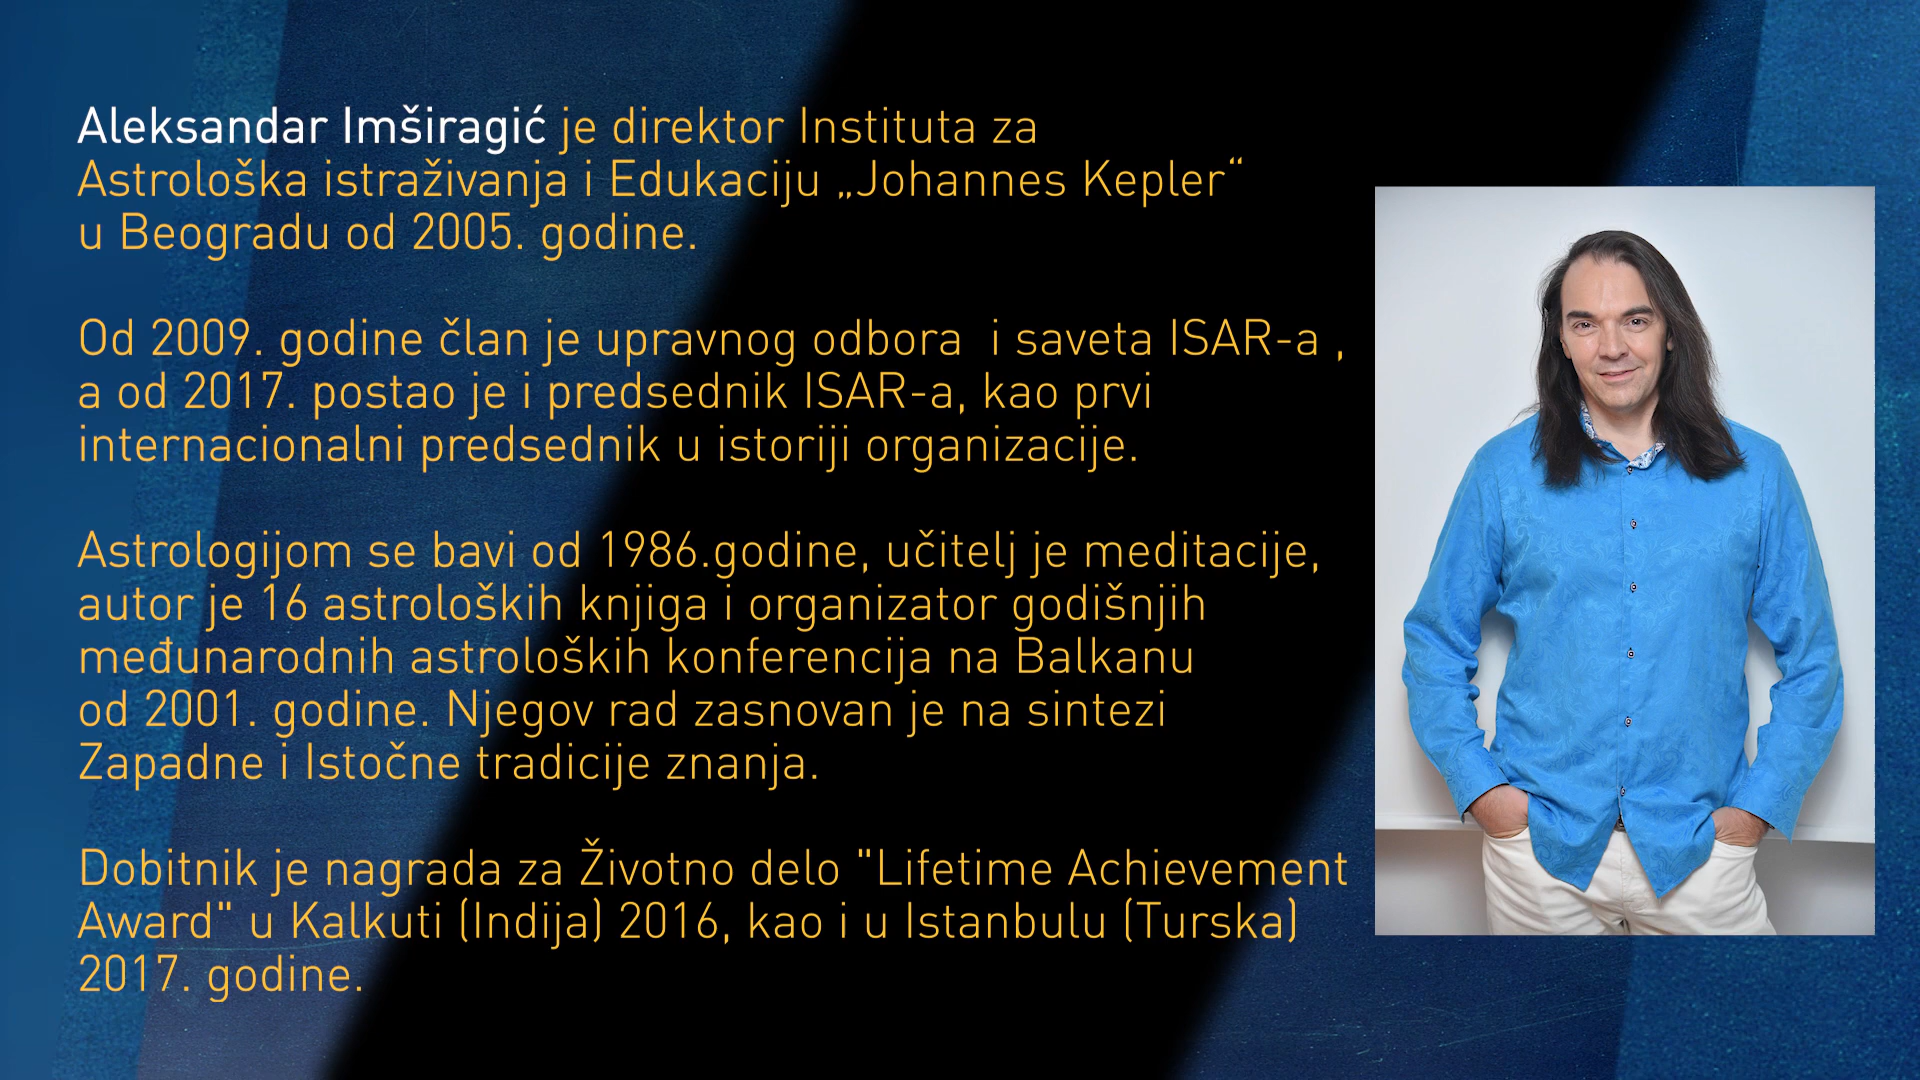 Aleksandar Imširagić je direktor Instituta za
Astrološka istraživanja i Edukaciju „Johannes Kepler“
u Beogradu od 2005. godine.
Od 2009. godine član je upravnog odbora  i saveta ISAR-a ,
a od 2017. postao je i predsednik ISAR-a, kao prvi
internacionalni predsednik u istoriji organizacije.
Astrologijom se bavi od 1986.godine, učitelj je meditacije,
autor je 16 astroloških knjiga i organizator godišnjih
međunarodnih astroloških konferencija na Balkanu
od 2001. godine. Njegov rad zasnovan je na sintezi
Zapadne i Istočne tradicije znanja.
Dobitnik je nagrada za Životno delo "Lifetime Achievement
Award" u Kalkuti (Indija) 2016, kao i u Istanbulu (Turska)
2017. godine.